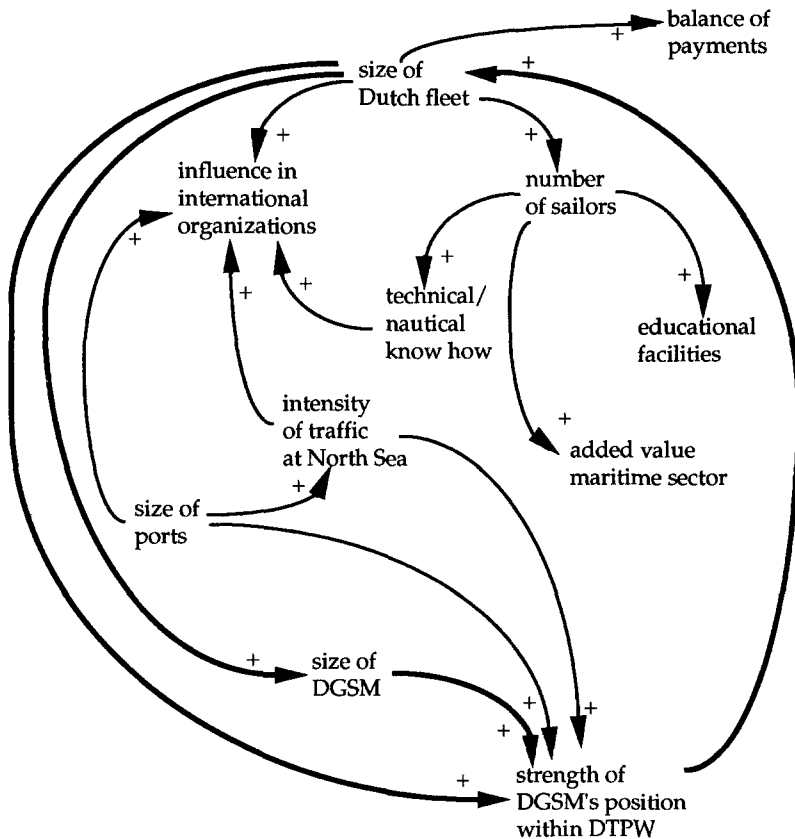 balance of
payments
+
+
size of
Dutch fleet
+
+
influence in
international
organizations
number
of sailors
+
+
+
+
+
technical/
nautical
know how
educational
facilities
intensity
of traffic
at North Sea
+
added value
maritime sector
+
size of
ports
+
size of
DGSM
+
+
+
+
strength of
DGSM's position
within DTPW